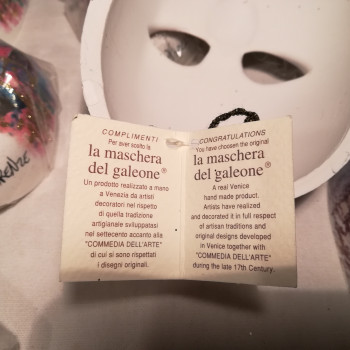 COMPLIMENTI
Per aver scelto la
la maschera
del galeone®
Un prodotto realizzato a mano
a Venezia da artisti
decoratori nel rispetto
di quella tradizione
artigianale sviluppatasi
nel settecento accanto alla
"COMMEDIA DELL'ARTE"
di cui si sono rispettati
i disegni originali.
CONGRATULATIONS
You have choosen the original
la maschera
del galeone®
A real Venice
hand made product.
Artists have realized
and decorated it in full respect
of artisan traditions and
original designs developed
in Venice together with
"COMMEDIA DELL'ARTE"
during the late 17th Century.